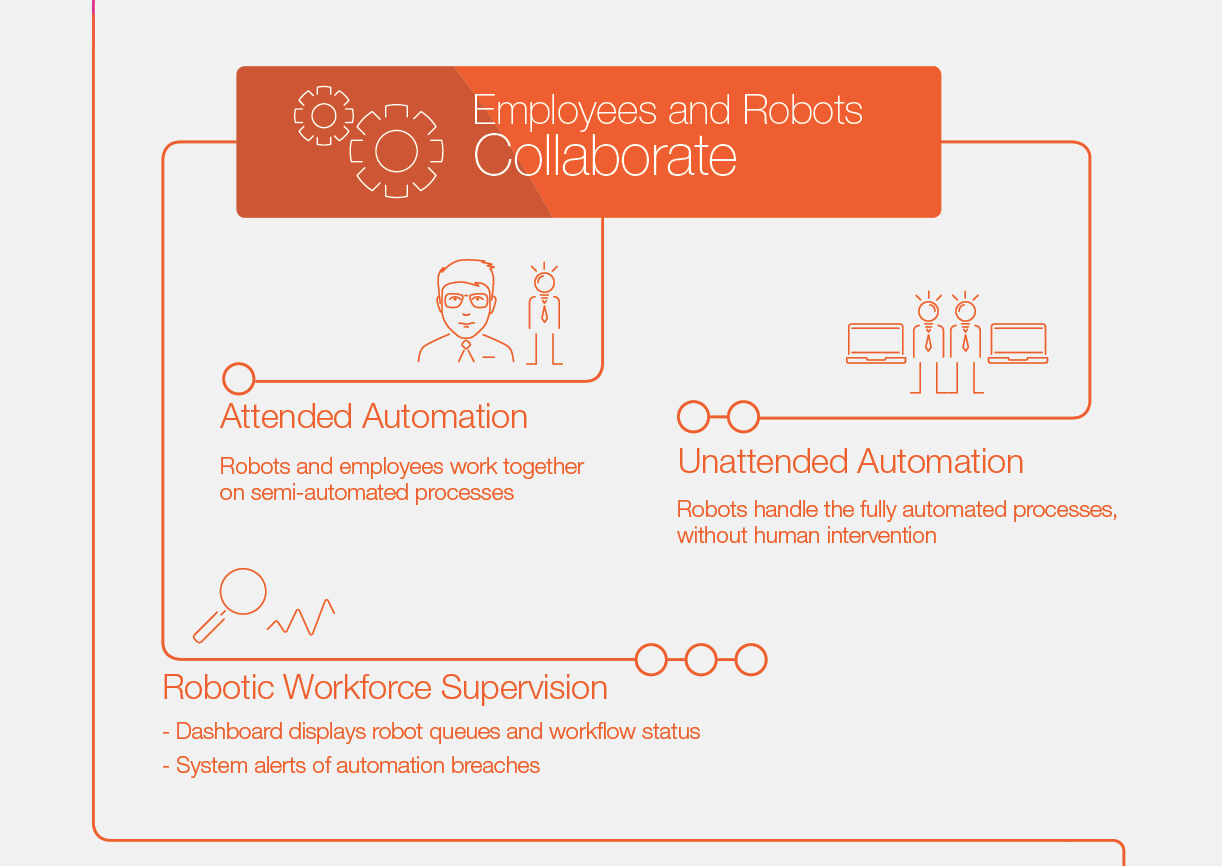 Employees and Robots
Collaborate
Attended Automation
Robots and employees work together
on semi-automated processes
Unattended Automation
Robots handle the fully automated processes,
without human intervention
Robotic Workforce Supervision
- Dashboard displays robot queues and workflow status
- System alerts of automation breaches